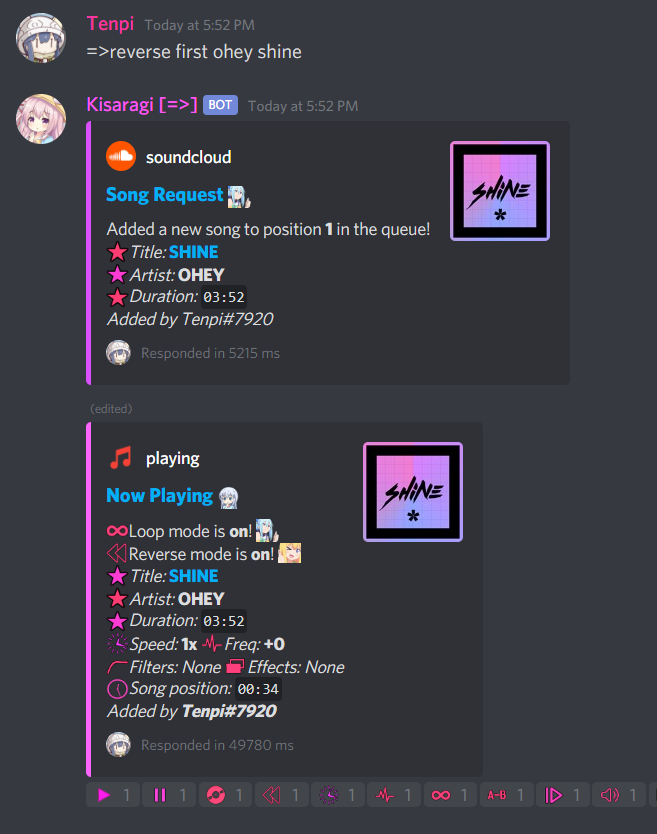 Tenpi Today at 5:52 PM
=>reverse first ohey shine
Kisaragi [=>] BOT Today at 5:52 PM
soundcloud
Song Request
SHINE
*
Added a new song to position 1 in the queue!
Title: SHINE
Artist: OHEY
Duration: 03:52
Added by Tenpi#7920
Responded in 5215 ms
(edited)
playing
Now Playing
SHINE
*
Loop mode is on!
Reverse mode is on!
Title: SHINE
Artist: OHEY
Duration: 03:52
Speed: 1x Freq: +0
Filters: None Effects: None
Song position: 00:34
Added by Tenpi#7920
Responded in 49780 ms
1 1 1 1 1 1 1 A-B 1 1 1